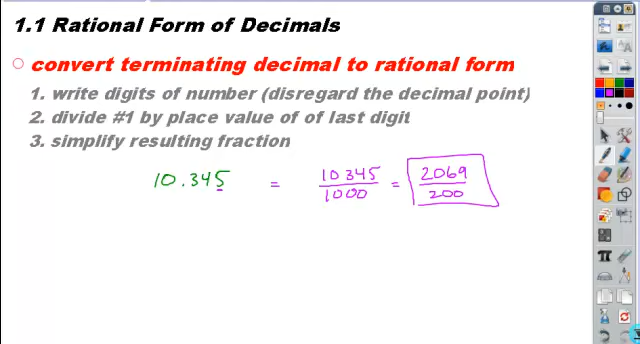 1.1 Rational Form of Decimals
convert terminating decimal to rational form
1. write digits of number (disregard the decimal point)
2. divide #1 by place value of of last digit
3. simplify resulting fraction
10.345 = 10345/1000 = 2069/200